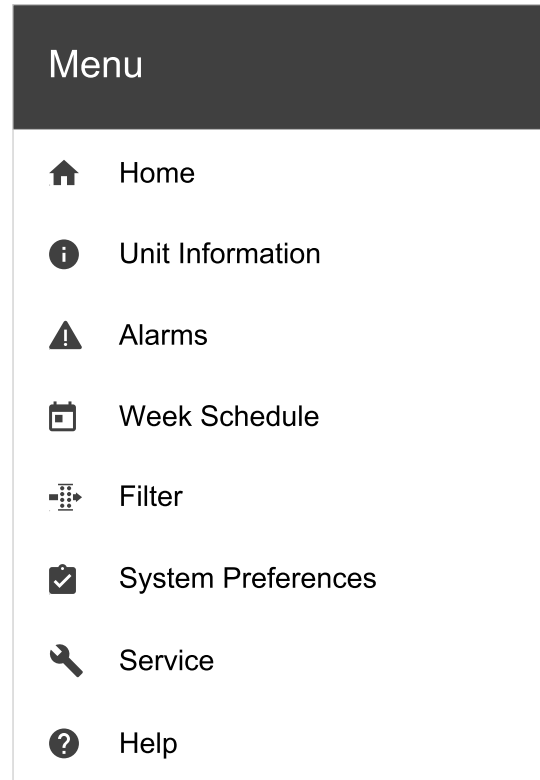 Menu
Home
Unit Information
Alarms
Week Schedule
Filter
System Preferences
Service
Help